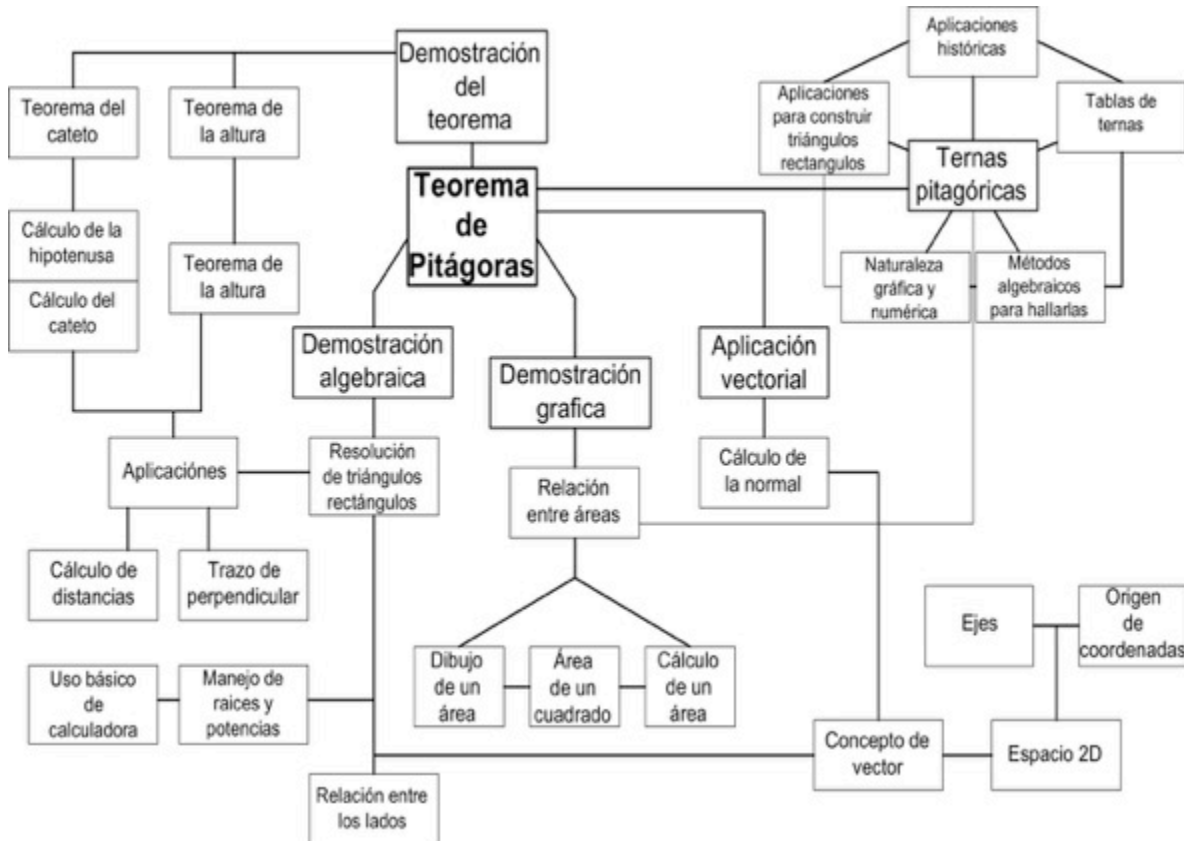 Demostración
del
teorema
Aplicaciones
históricas
Teorema del
cateto
Teorema de
la altura
Aplicaciones
para construir
triángulos
rectangulos
Tablas de
ternas
Ternas
pitagóricas
Teorema
de
Pitágoras
Cálculo de la
hipotenusa
Cálculo del
cateto
Teorema de
la altura
Naturaleza
gráfica y
numérica
Métodos
algebraicos
para hallarlas
Demostración
algebraica
Demostración
grafica
Aplicación
vectorial
Aplicaciónes
Resolución
de triángulos
rectángulos
Relación
entre áreas
Cálculo de
la normal
Cálculo de
distancias
Trazo de
perpendicular
Ejes
Origen
de
coordenadas
Uso básico
de
calculadora
Manejo de
raices y
potencias
Dibujo
de un
área
Área
de un
cuadrado
Cálculo
de un
área
Concepto de
vector
Espacio 2D
Relación entre
los lados